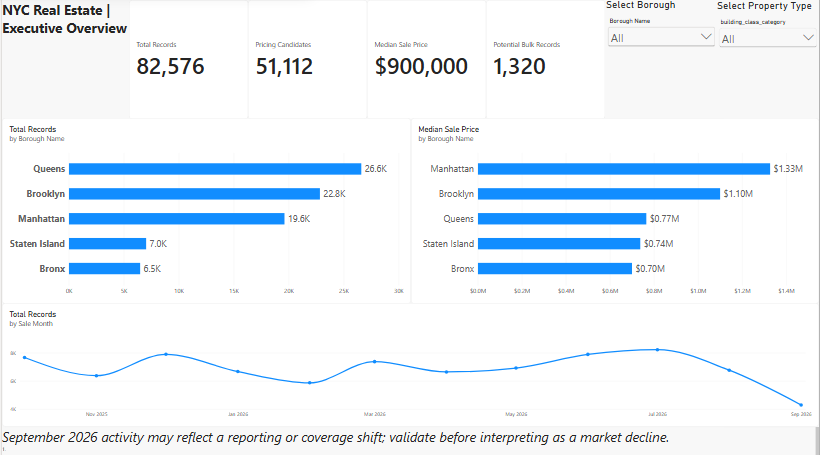 NYC Real Estate |
Executive Overview
Total Records
82,576
Pricing Candidates
51,112
Median Sale Price
$900,000
Potential Bulk Records
1,320
Select Borough
Borough Name
All
Select Property Type
building_class_category
All
Total Records
by Borough Name
Queens 26.6K
Brooklyn 22.8K
Manhattan 19.6K
Staten Island 7.0K
Bronx 6.5K
0K 5K 10K 15K 20K 25K 30K
Median Sale Price
by Borough Name
Manhattan $1.33M
Brooklyn $1.10M
Queens $0.77M
Staten Island $0.74M
Bronx $0.70M
$0.0M $0.2M $0.4M $0.6M $0.8M $1.0M $1.2M $1.4M
Total Records
by Sale Month
8K
6K
4K
Nov 2025 Jan 2026 Mar 2026 May 2026 Jul 2026 Sep 2026
September 2026 activity may reflect a reporting or coverage shift; validate before interpreting as a market decline.